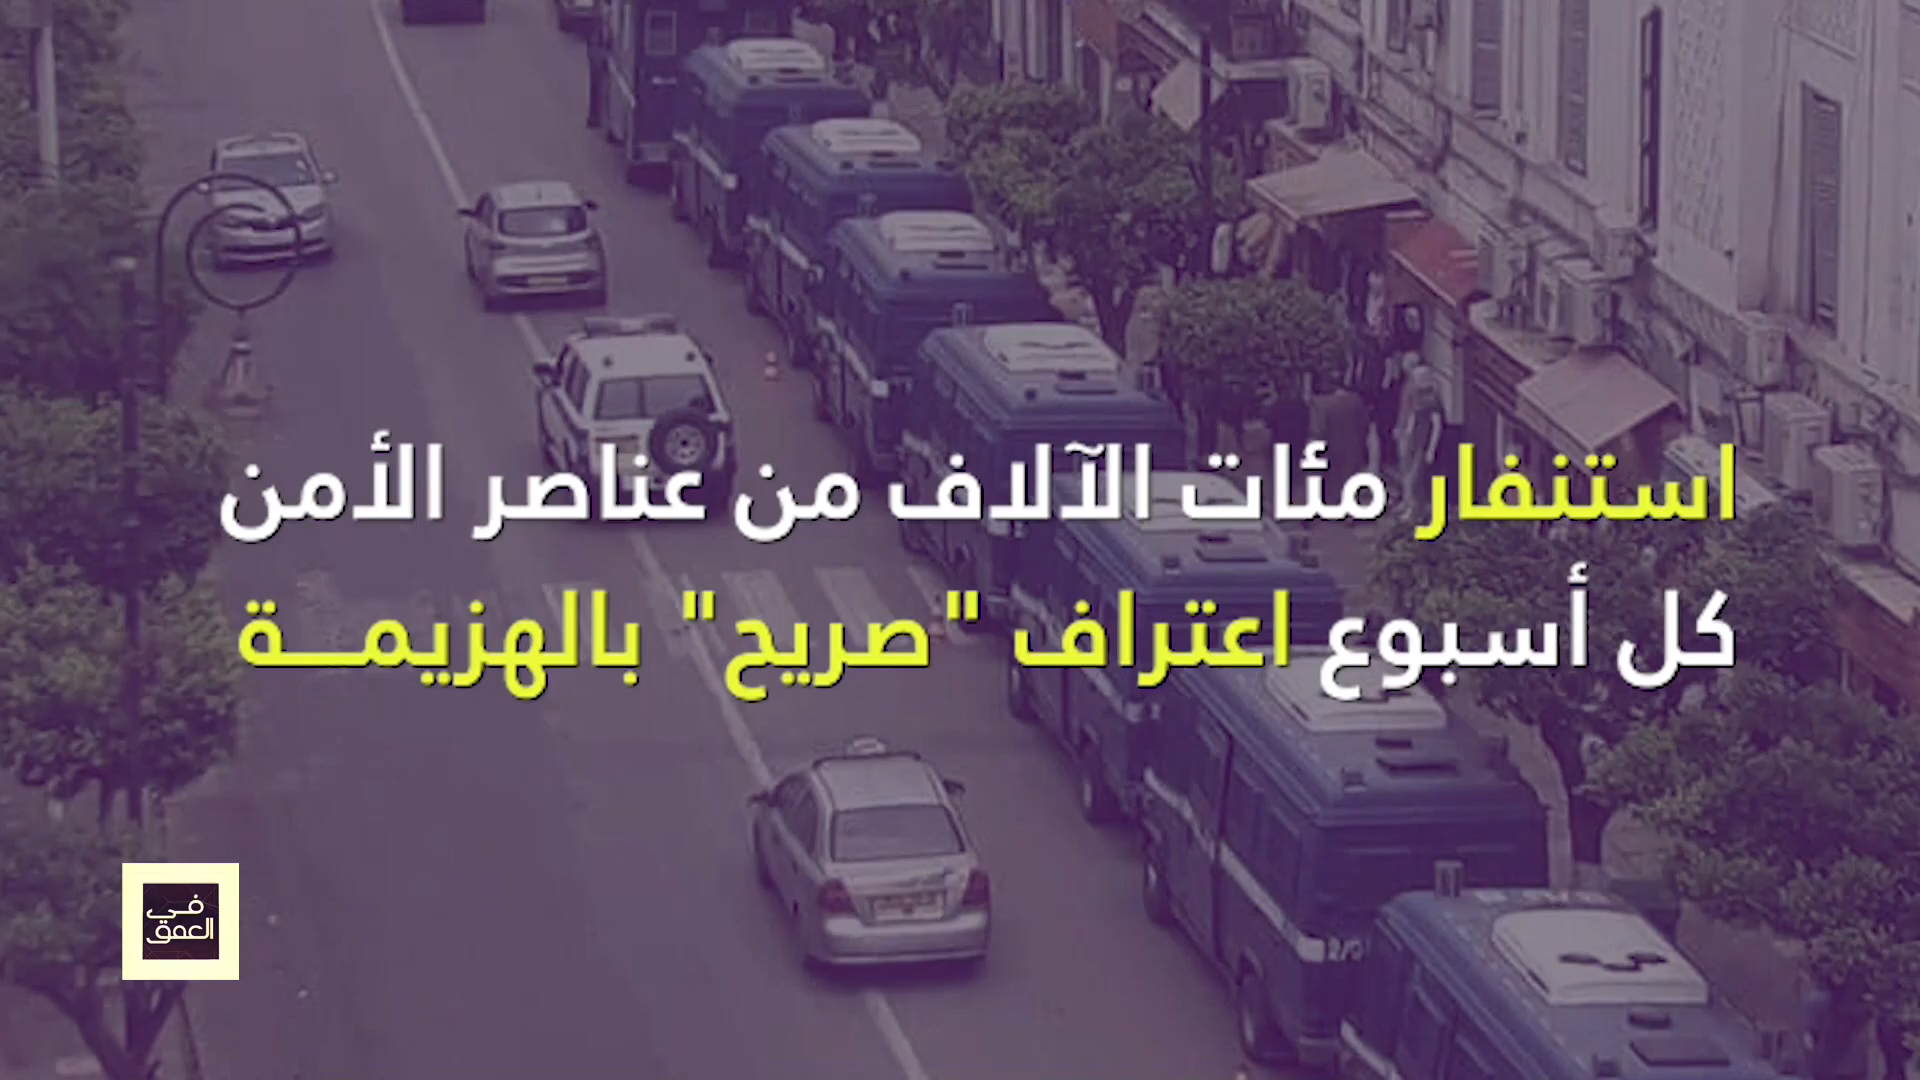 استنفار مئات الآلاف من عناصر الأمن
كل أسبوع اعتراف "صريح" بالهزيمـــة
في
العمق